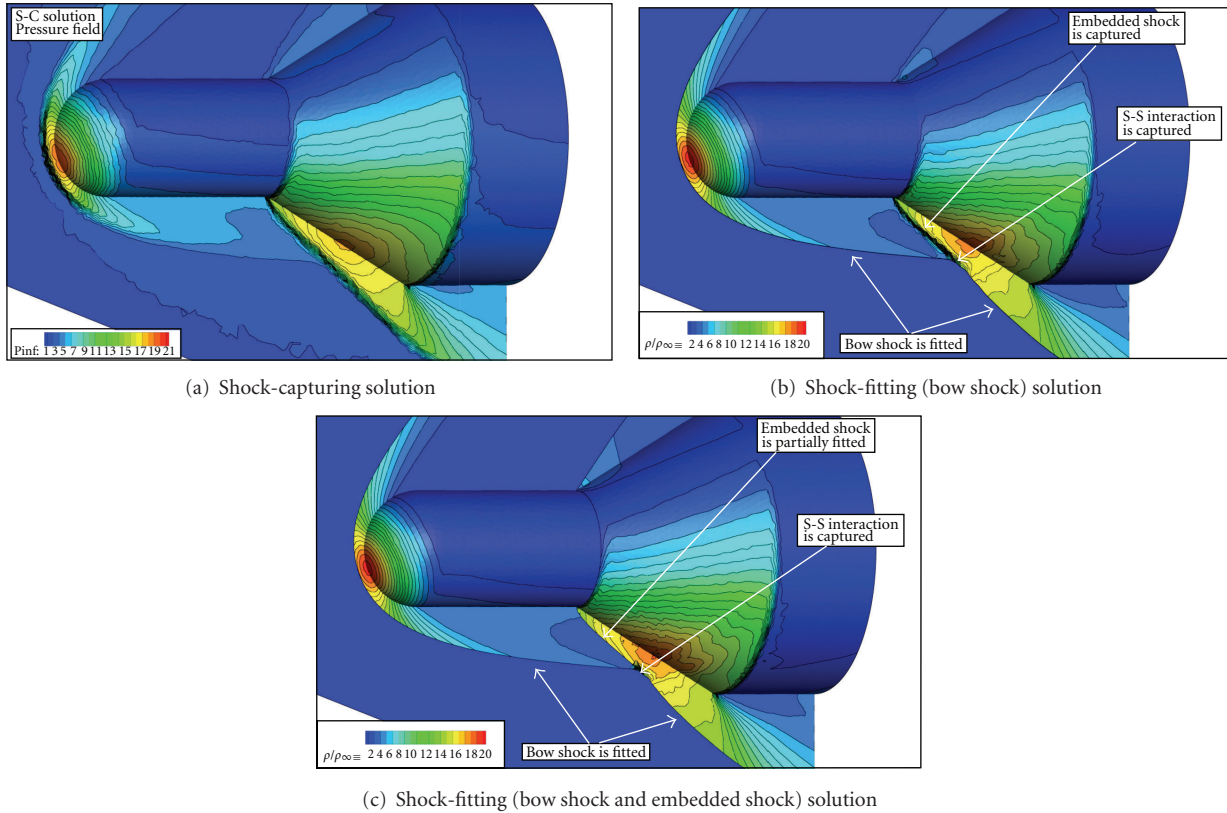 S-C solution
Pressure field
Pinf: 1 3 5 7 9 11 13 15 17 19 21
(a) Shock-capturing solution
Embedded shock
is captured
S-S interaction
is captured
ρ/ρ∞≡ 2 4 6 8 10 12 14 16 18 20
Bow shock is fitted
(b) Shock-fitting (bow shock) solution
Embedded shock
is partially fitted
S-S interaction
is captured
ρ/ρ∞≡ 2 4 6 8 10 12 14 16 18 20
Bow shock is fitted
(c) Shock-fitting (bow shock and embedded shock) solution